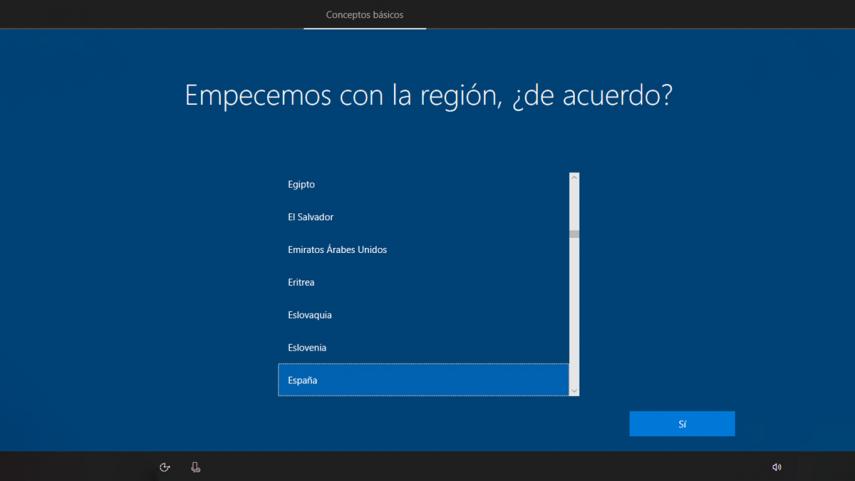 Conceptos básicos
Empecemos con la región, ¿de acuerdo?
Egipto
El Salvador
Emiratos Árabes Unidos
Eritrea
Eslovaquia
Eslovenia
España
Sí